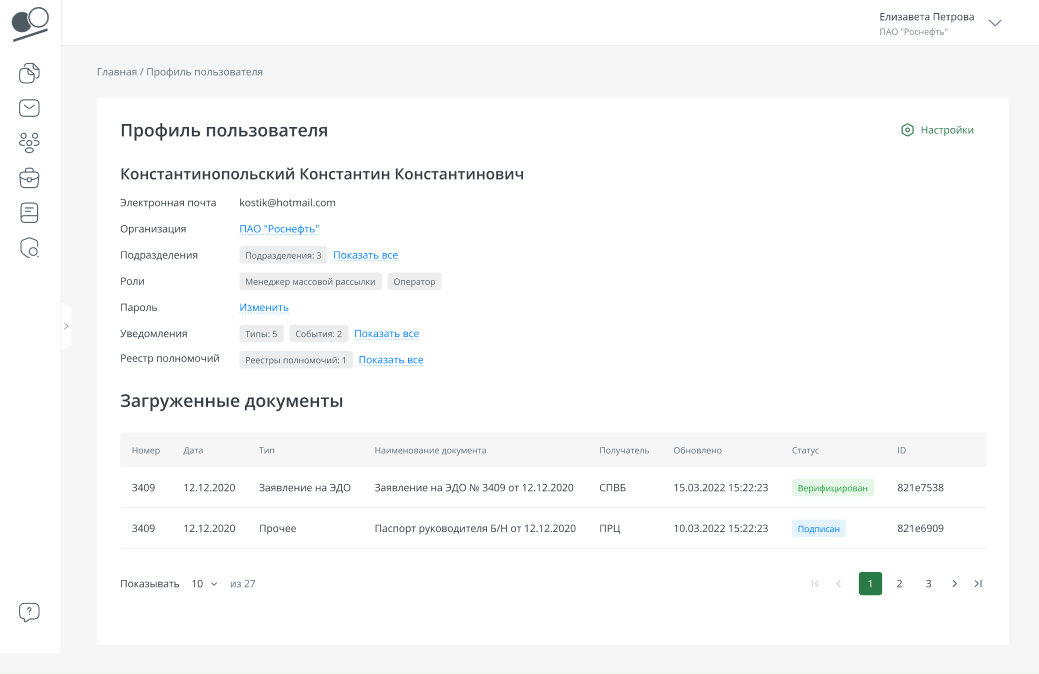 Елизавета Петрова
ПАО "Роснефть"
Главная / Профиль пользователя
Профиль пользователя
Настройки
Константинопольский Константин Константинович
Электронная почта kostik@hotmail.com
Организация ПАО "Роснефть"
Подразделения Подразделения: 3 Показать все
Роли Менеджер массовой рассылки Оператор
Пароль Изменить
Уведомления Типы: 5 События: 2 Показать все
Реестр полномочий Реестры полномочий: 1 Показать все
Загруженные документы
Номер Дата Тип Наименование документа Получатель Обновлено Статус ID
3409 12.12.2020 Заявление на ЭДО Заявление на ЭДО № 3409 от 12.12.2020 СПВБ 15.03.2022 15:22:23 Верифицирован 821e7538
3409 12.12.2020 Прочее Паспорт руководителя Б/Н от 12.12.2020 ПРЦ 10.03.2022 15:22:23 Подписан 821e6909
Показывать 10 из 27 1 2 3
?